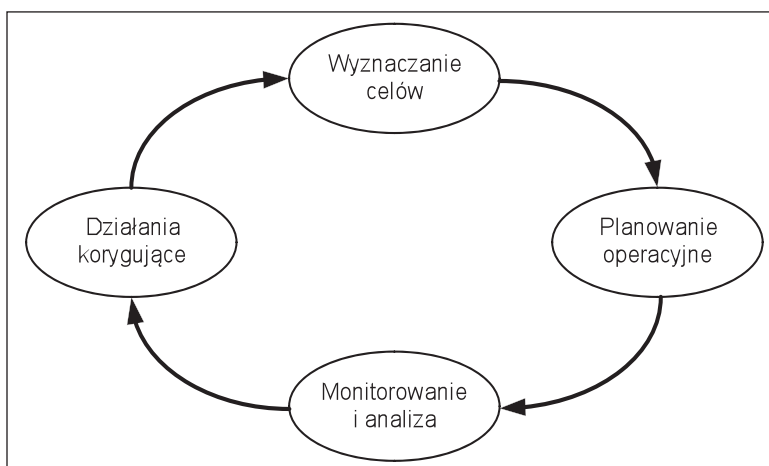 Wyznaczanie
celów
Działania
korygujące
Planowanie
operacyjne
Monitorowanie
i analiza